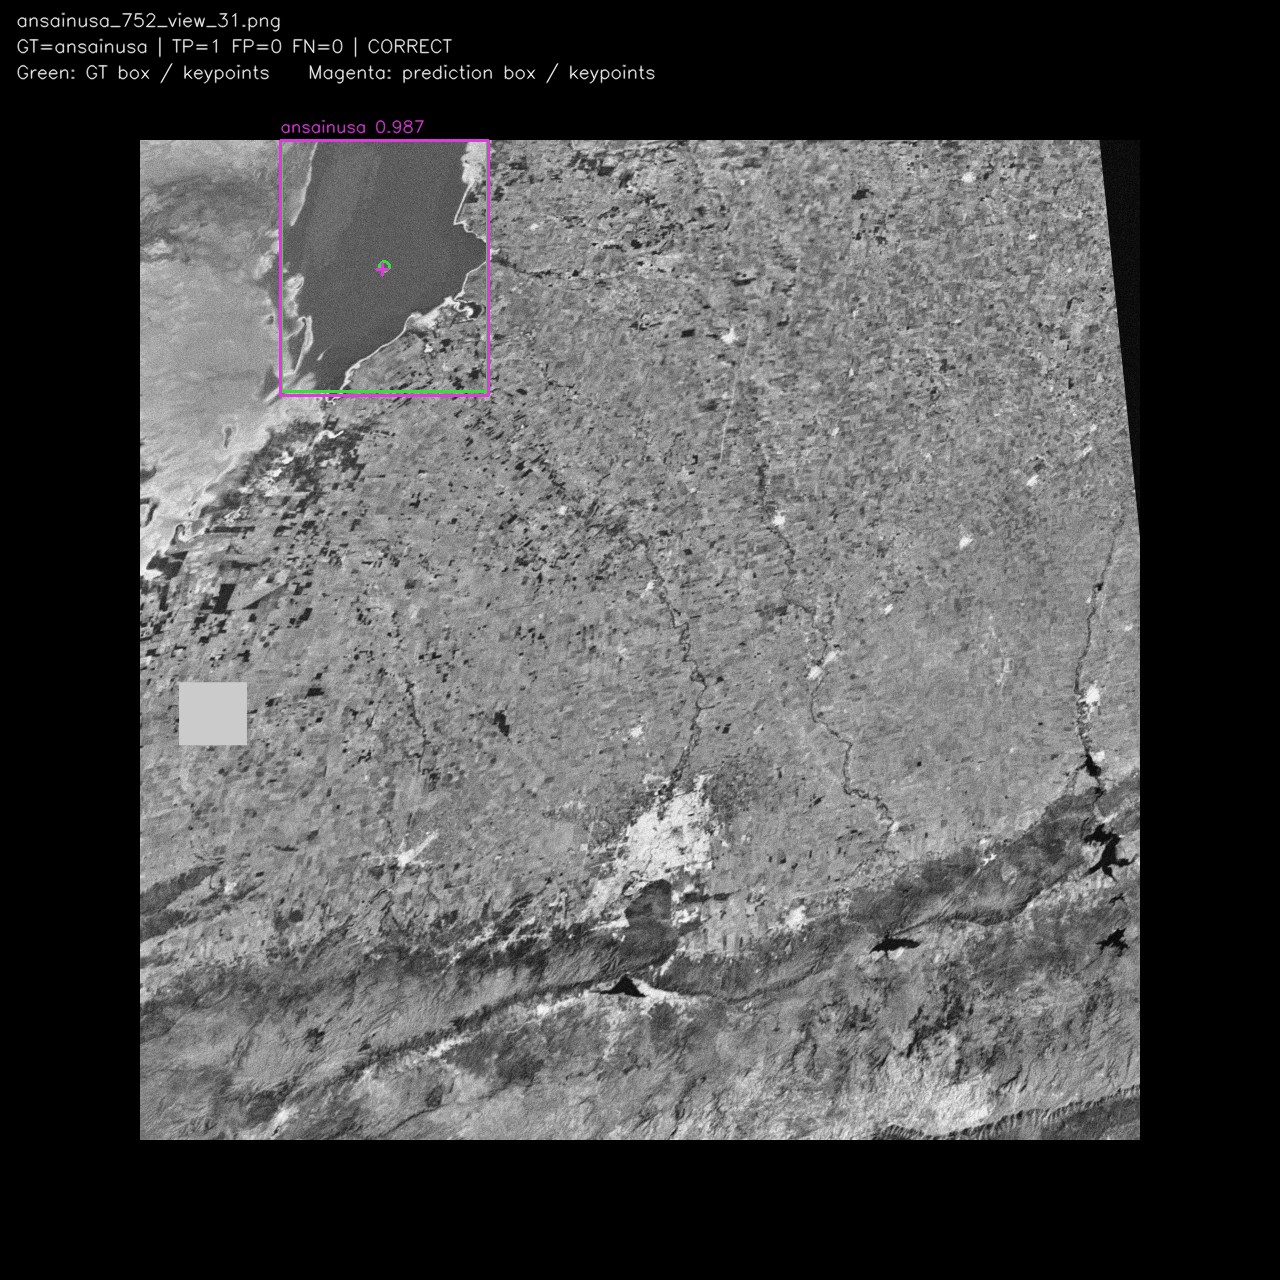 ansainusa_752_view_31.png
GT=ansainusa | TP=1 FP=0 FN=0 | CORRECT
Green: GT box / keypoints    Magenta: prediction box / keypoints
ansainusa 0.987